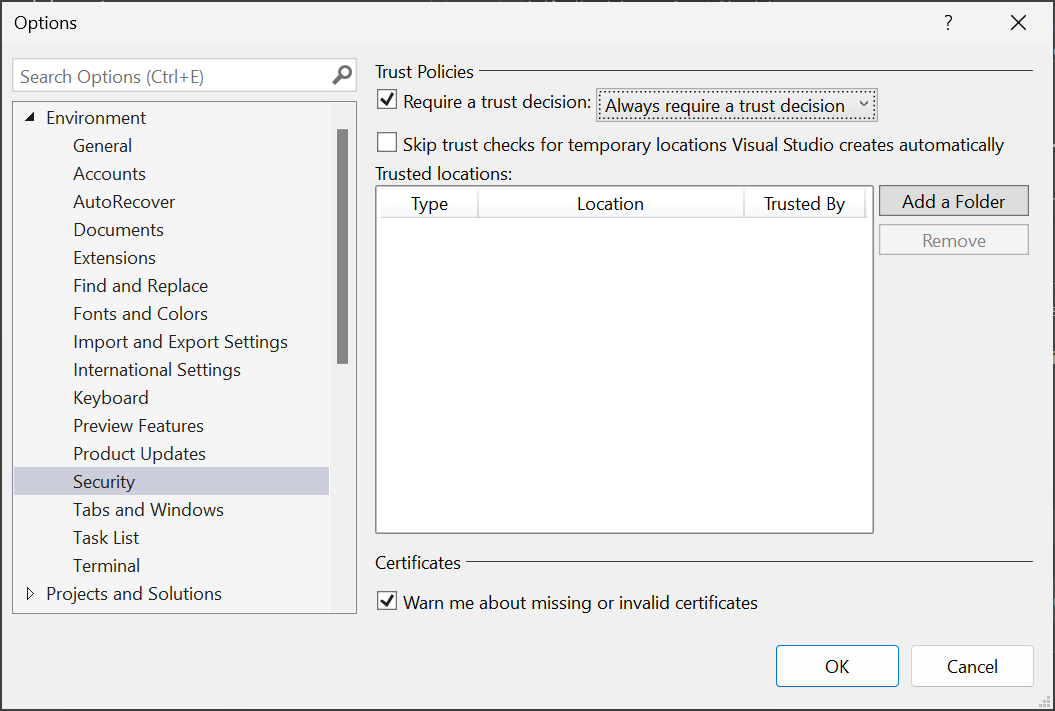 Options
?
Search Options (Ctrl+E)
Environment
General
Accounts
AutoRecover
Documents
Extensions
Find and Replace
Fonts and Colors
Import and Export Settings
International Settings
Keyboard
Preview Features
Product Updates
Security
Tabs and Windows
Task List
Terminal
Projects and Solutions
Trust Policies
Require a trust decision: Always require a trust decision
Skip trust checks for temporary locations Visual Studio creates automatically
Trusted locations:
Type Location Trusted By
Add a Folder
Remove
Certificates
Warn me about missing or invalid certificates
OK Cancel